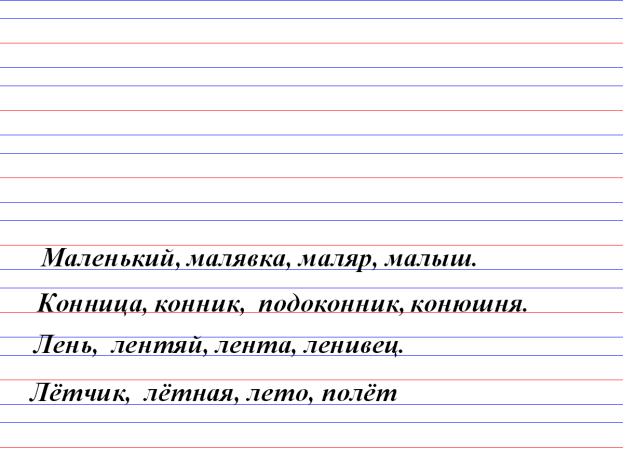 Маленький, малявка, маляр, малыш.
Конница, конник, подоконник, конюшня.
Лень, лентяй, лента, ленивец.
Лётчик, лётная, лето, полёт